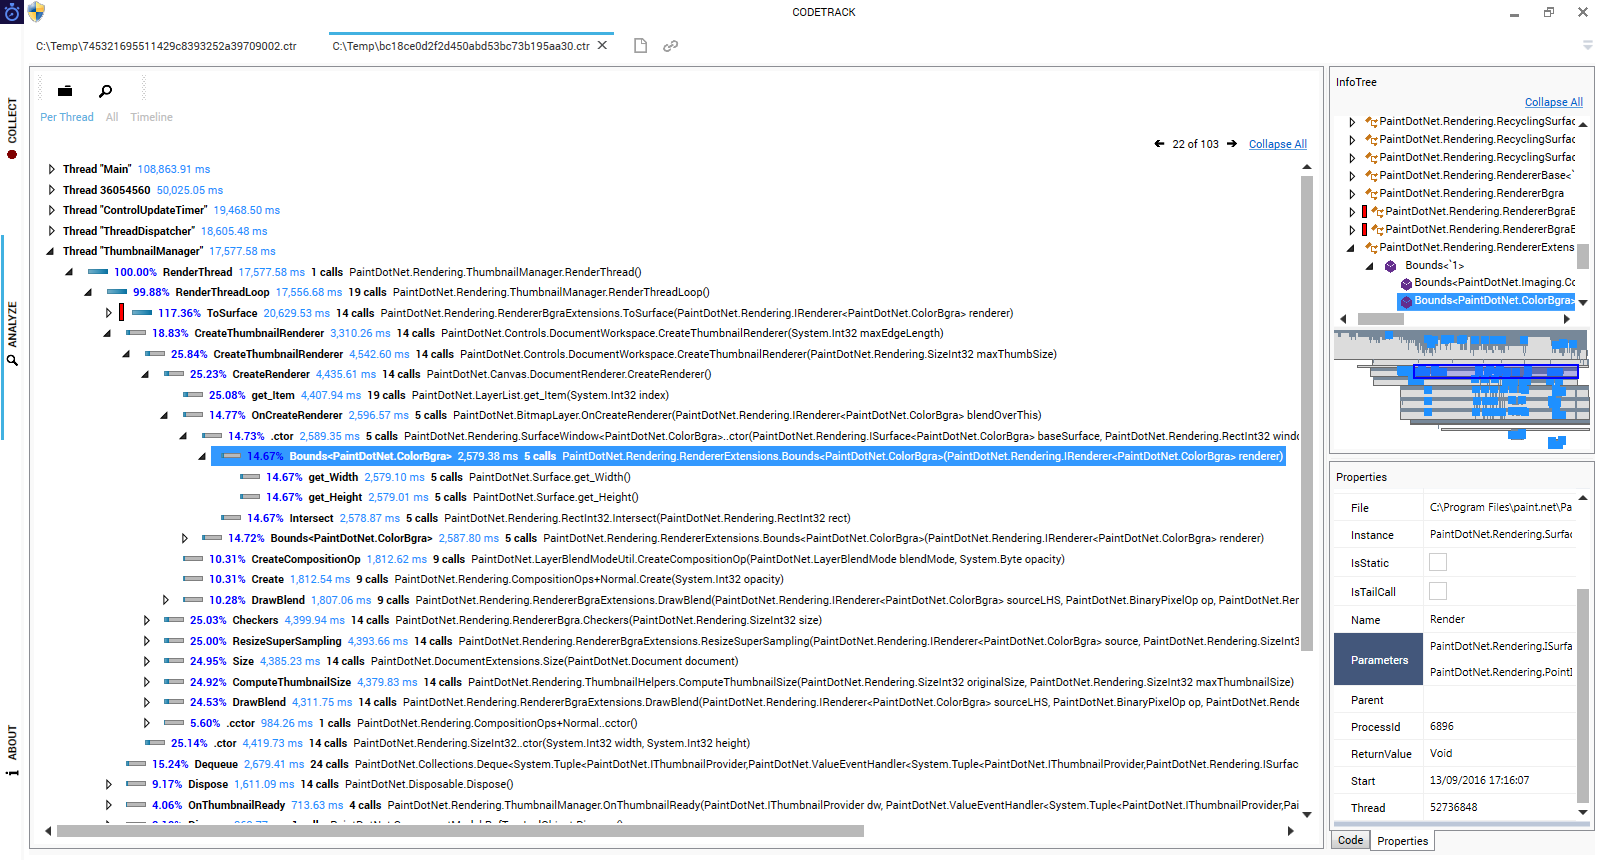 CODETRACK
C:\Temp\745321695511429c8393252a39709002.ctr
C:\Temp\bc18ce0d2f2d450abd53bc73b195aa30.ctr
COLLECT
ANALYZE
ABOUT
Per Thread All Timeline
22 of 103 Collapse All
Thread "Main" 108,863.91 ms
Thread 36054560 50,025.05 ms
Thread "ControlUpdateTimer" 19,468.50 ms
Thread "ThreadDispatcher" 18,605.48 ms
Thread "ThumbnailManager" 17,577.58 ms
100.00% RenderThread 17,577.58 ms 1 calls PaintDotNet.Rendering.ThumbnailManager.RenderThread()
99.88% RenderThreadLoop 17,556.68 ms 19 calls PaintDotNet.Rendering.ThumbnailManager.RenderThreadLoop()
117.36% ToSurface 20,629.53 ms 14 calls PaintDotNet.Rendering.RendererBgraExtensions.ToSurface(PaintDotNet.Rendering.IRenderer<PaintDotNet.ColorBgra> renderer)
18.83% CreateThumbnailRenderer 3,310.26 ms 14 calls PaintDotNet.Controls.DocumentWorkspace.CreateThumbnailRenderer(System.Int32 maxEdgeLength)
25.84% CreateThumbnailRenderer 4,542.60 ms 14 calls PaintDotNet.Controls.DocumentWorkspace.CreateThumbnailRenderer(PaintDotNet.Rendering.SizeInt32 maxThumbSize)
25.23% CreateRenderer 4,435.61 ms 14 calls PaintDotNet.Canvas.DocumentRenderer.CreateRenderer()
25.08% get_Item 4,407.94 ms 19 calls PaintDotNet.LayerList.get_Item(System.Int32 index)
14.77% OnCreateRenderer 2,596.57 ms 5 calls PaintDotNet.BitmapLayer.OnCreateRenderer(PaintDotNet.Rendering.IRenderer<PaintDotNet.ColorBgra> blendOverThis)
14.73% .ctor 2,589.35 ms 5 calls PaintDotNet.Rendering.SurfaceWindow<PaintDotNet.ColorBgra>..ctor(PaintDotNet.Rendering.ISurface<PaintDotNet.ColorBgra> baseSurface, PaintDotNet.Rendering.RectInt32 windo
14.67% Bounds<PaintDotNet.ColorBgra> 2,579.38 ms 5 calls PaintDotNet.Rendering.RendererExtensions.Bounds<PaintDotNet.ColorBgra>(PaintDotNet.Rendering.IRenderer<PaintDotNet.ColorBgra> renderer)
14.67% get_Width 2,579.10 ms 5 calls PaintDotNet.Surface.get_Width()
14.67% get_Height 2,579.01 ms 5 calls PaintDotNet.Surface.get_Height()
14.67% Intersect 2,578.87 ms 5 calls PaintDotNet.Rendering.RectInt32.Intersect(PaintDotNet.Rendering.RectInt32 rect)
14.72% Bounds<PaintDotNet.ColorBgra> 2,587.80 ms 5 calls PaintDotNet.Rendering.RendererExtensions.Bounds<PaintDotNet.ColorBgra>(PaintDotNet.Rendering.IRenderer<PaintDotNet.ColorBgra> renderer)
10.31% CreateCompositionOp 1,812.62 ms 9 calls PaintDotNet.LayerBlendModeUtil.CreateCompositionOp(PaintDotNet.LayerBlendMode blendMode, System.Byte opacity)
10.31% Create 1,812.54 ms 9 calls PaintDotNet.Rendering.CompositionOps+Normal.Create(System.Int32 opacity)
10.28% DrawBlend 1,807.06 ms 9 calls PaintDotNet.Rendering.RendererBgraExtensions.DrawBlend(PaintDotNet.Rendering.IRenderer<PaintDotNet.ColorBgra> sourceLHS, PaintDotNet.BinaryPixelOp op, PaintDotNet.Ren
25.03% Checkers 4,399.94 ms 14 calls PaintDotNet.Rendering.RendererBgra.Checkers(PaintDotNet.Rendering.SizeInt32 size)
25.00% ResizeSuperSampling 4,393.66 ms 14 calls PaintDotNet.Rendering.RendererBgraExtensions.ResizeSuperSampling(PaintDotNet.Rendering.IRenderer<PaintDotNet.ColorBgra> source, PaintDotNet.Rendering.SizeInt3
24.95% Size 4,385.23 ms 14 calls PaintDotNet.DocumentExtensions.Size(PaintDotNet.Document document)
24.92% ComputeThumbnailSize 4,379.83 ms 14 calls PaintDotNet.Rendering.ThumbnailHelpers.ComputeThumbnailSize(PaintDotNet.Rendering.SizeInt32 originalSize, PaintDotNet.Rendering.SizeInt32 maxThumbnailSize)
24.53% DrawBlend 4,311.75 ms 14 calls PaintDotNet.Rendering.RendererBgraExtensions.DrawBlend(PaintDotNet.Rendering.IRenderer<PaintDotNet.ColorBgra> sourceLHS, PaintDotNet.BinaryPixelOp op, PaintDotNet.Rende
5.60% .cctor 984.26 ms 1 calls PaintDotNet.Rendering.CompositionOps+Normal..cctor()
25.14% .ctor 4,419.73 ms 14 calls PaintDotNet.Rendering.SizeInt32..ctor(System.Int32 width, System.Int32 height)
15.24% Dequeue 2,679.41 ms 24 calls PaintDotNet.Collections.Deque<System.Tuple<PaintDotNet.IThumbnailProvider,PaintDotNet.ValueEventHandler<System.Tuple<PaintDotNet.IThumbnailProvider,PaintDotNet.Rendering.ISurfac
9.17% Dispose 1,611.09 ms 14 calls PaintDotNet.Disposable.Dispose()
4.06% OnThumbnailReady 713.63 ms 4 calls PaintDotNet.Rendering.ThumbnailManager.OnThumbnailReady(PaintDotNet.IThumbnailProvider dw, PaintDotNet.ValueEventHandler<System.Tuple<PaintDotNet.IThumbnailProvider,Pai
InfoTree
Collapse All
PaintDotNet.Rendering.RecyclingSurfac
PaintDotNet.Rendering.RecyclingSurfac
PaintDotNet.Rendering.RecyclingSurfac
PaintDotNet.Rendering.RendererBase<`
PaintDotNet.Rendering.RendererBgra
PaintDotNet.Rendering.RendererBgraE
PaintDotNet.Rendering.RendererBgraE
PaintDotNet.Rendering.RendererExtens
Bounds<`1>
Bounds<PaintDotNet.Imaging.Co
Bounds<PaintDotNet.ColorBgra>
Properties
File C:\Program Files\paint.net\Pa
Instance PaintDotNet.Rendering.Surfac
IsStatic
IsTailCall
Name Render
Parameters PaintDotNet.Rendering.ISurfa
PaintDotNet.Rendering.PointI
Parent
ProcessId 6896
ReturnValue Void
Start 13/09/2016 17:16:07
Thread 52736848
Code Properties